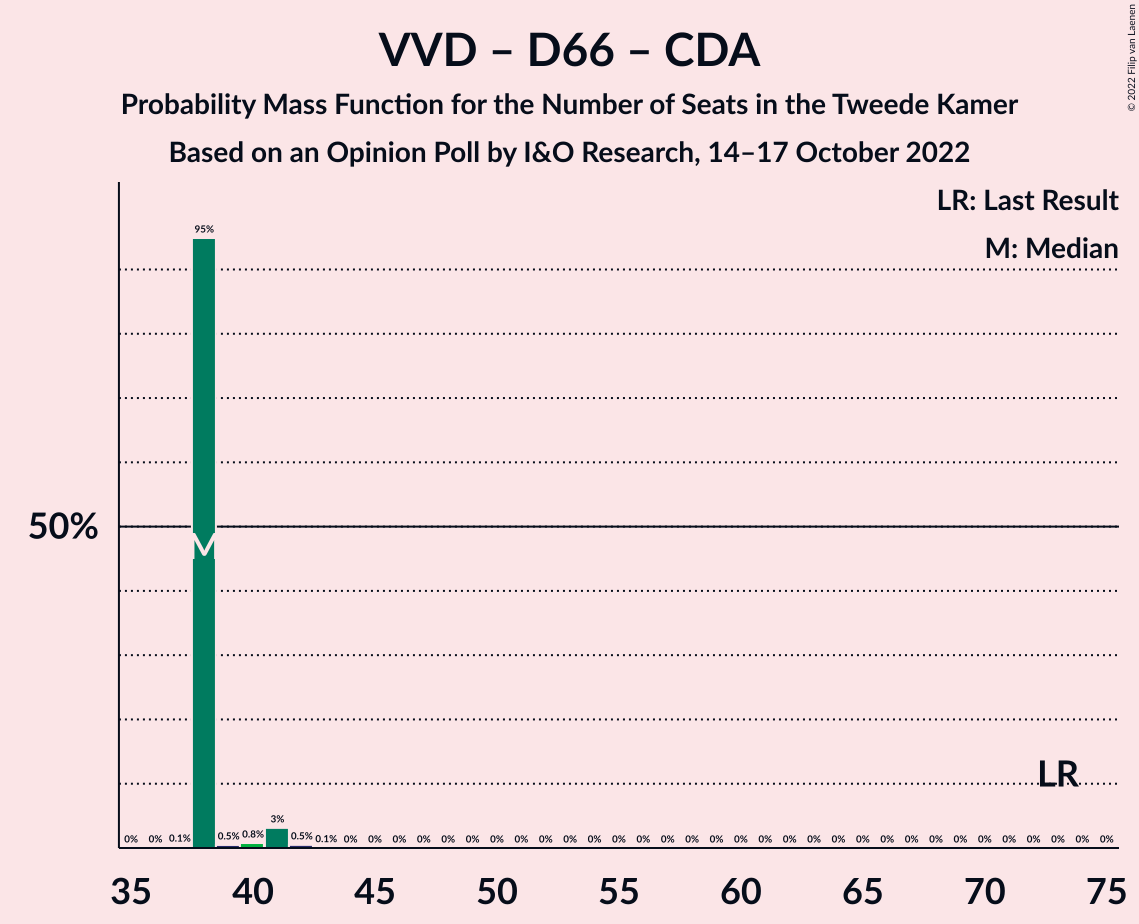 VVD – D66 – CDA
Probability Mass Function for the Number of Seats in the Tweede Kamer
Based on an Opinion Poll by I&O Research, 14–17 October 2022
© 2022 Filip van Laenen
LR: Last Result
M: Median
95%
50%
M
LR
0% 0% 0.1% 0.5% 0.8% 3% 0.5% 0.1% 0% 0% 0% 0% 0% 0% 0% 0% 0% 0% 0% 0% 0% 0% 0% 0% 0% 0% 0% 0% 0% 0% 0% 0% 0% 0% 0% 0% 0% 0% 0% 0%
35 40 45 50 55 60 65 70 75